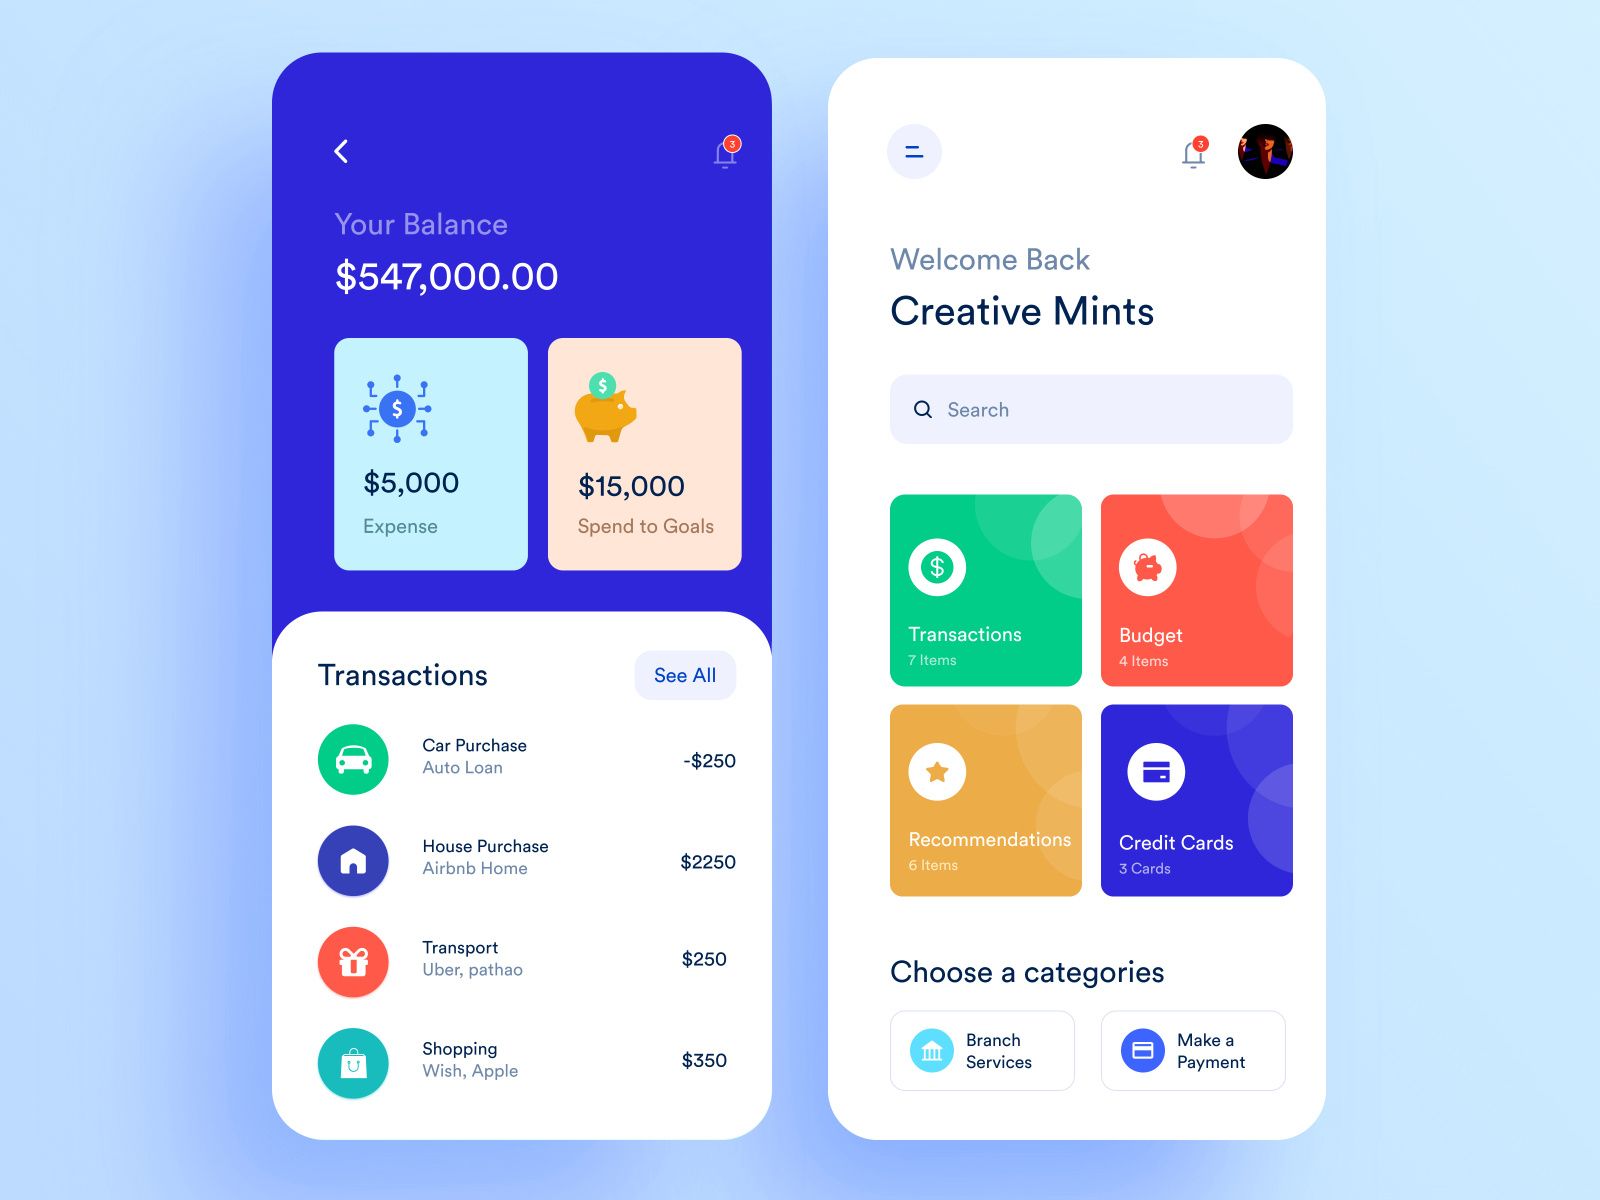 3
Your Balance
$547,000.00
$
$5,000
Expense
$
$15,000
Spend to Goals
Transactions
See All
Car Purchase
Auto Loan
-$250
House Purchase
Airbnb Home
$2250
Transport
Uber, pathao
$250
Shopping
Wish, Apple
$350
3
Welcome Back
Creative Mints
Search
$
Transactions
7 Items
Budget
4 Items
Recommendations
6 Items
Credit Cards
3 Cards
Choose a categories
Branch
Services
Make a
Payment